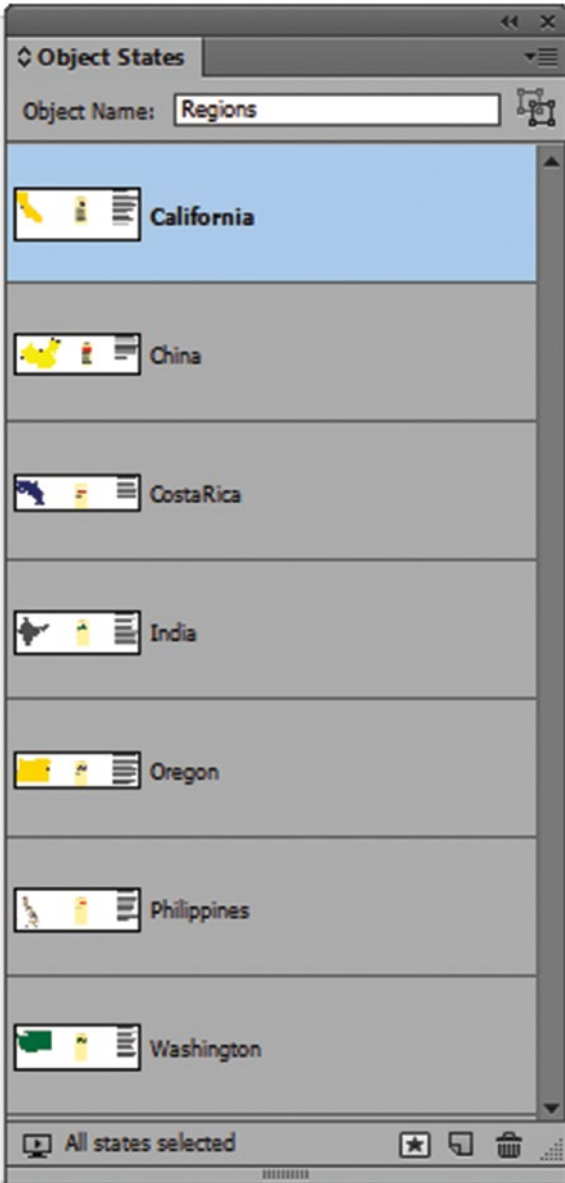 Object States
Object Name: Regions
California
China
CostaRica
India
Oregon
Philippines
Washington
All states selected